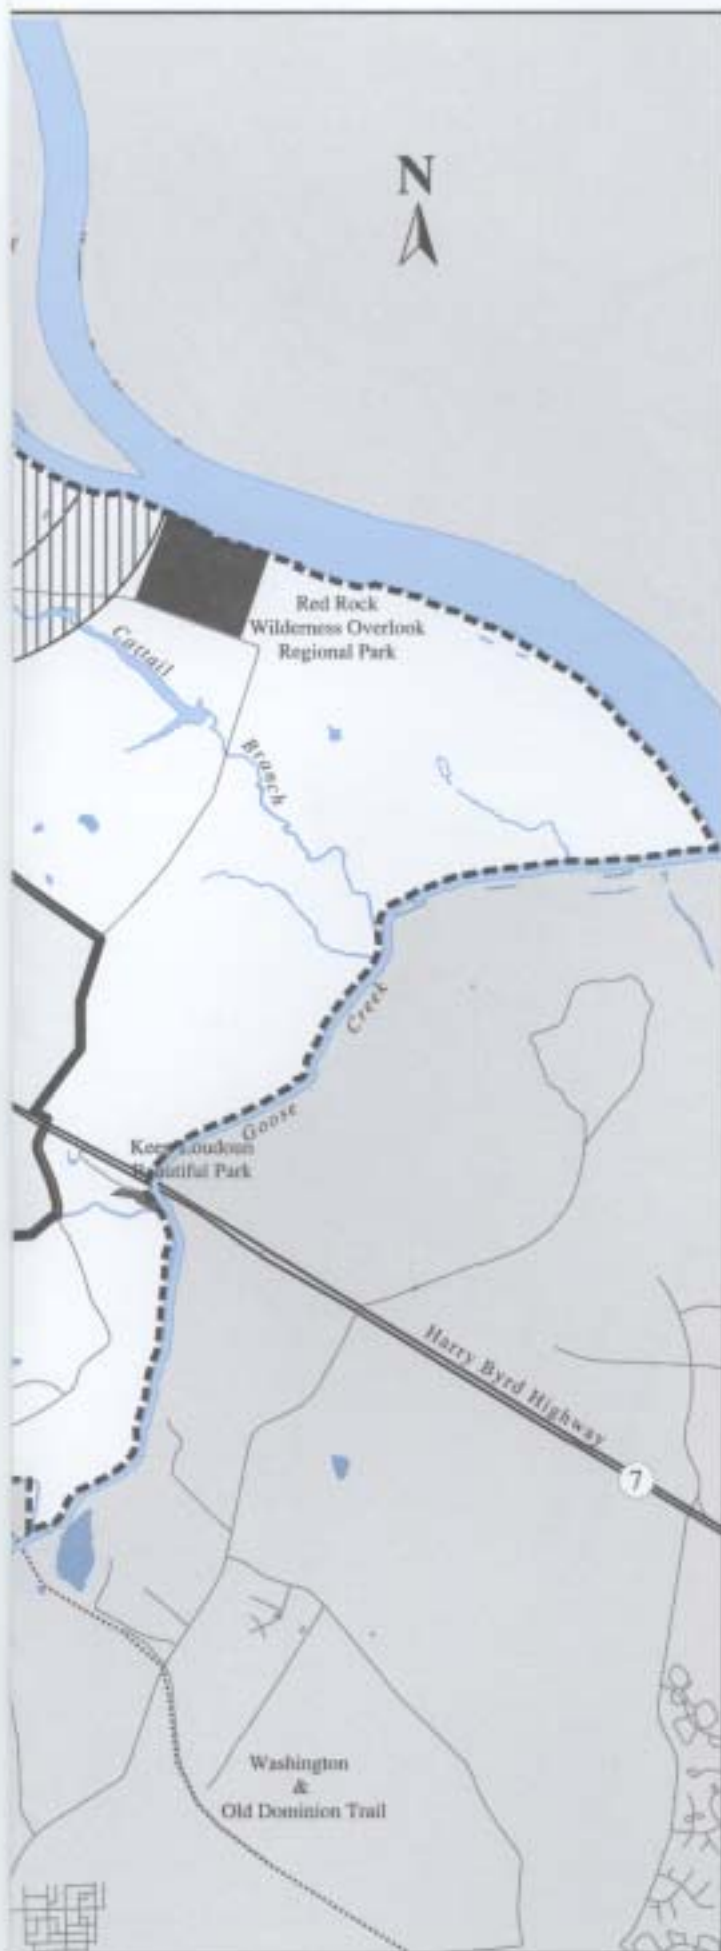 N
Red Rock
Wilderness Overlook
Regional Park
Cattail
Branch
Creek
Goose
Keep Loudoun
Beautiful Park
Harry Byrd Highway
7
Washington
&
Old Dominion Trail